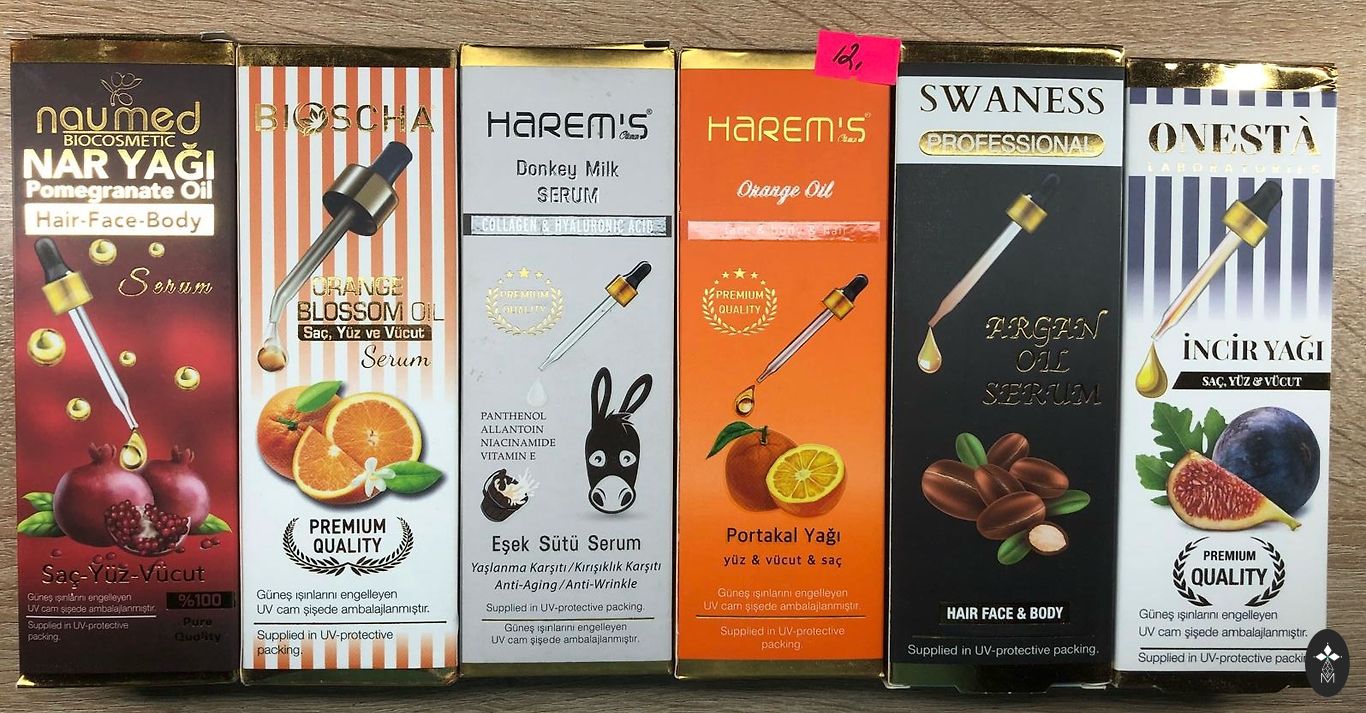 naumed
BIOCOSMETIC
NAR YAĞI
Pomegranate Oil
Hair-Face-Body
Serum
Saç-Yüz-Vücut
Güneş ışınlarını engelleyen
UV cam şişede ambalajlanmıştır.
Supplied in UV-protective
packing.
%100
Pure
Quality
BIOSCHA
ORANGE
BLOSSOM OIL
Saç, Yüz ve Vücut
Serum
PREMIUM
QUALITY
Güneş ışınlarını engelleyen
UV cam şişede ambalajlanmıştır.
Supplied in UV-protective
packing.
HAREM'S®
Donkey Milk
SERUM
COLLAGEN & HYALURONIC ACID
PREMIUM
QUALITY
PANTHENOL
ALLANTOIN
NIACINAMIDE
VITAMIN E
Eşek Sütü Serum
Yaşlanma Karşıtı/Kırışıklık Karşıtı
Anti-Aging/Anti-Wrinkle
Supplied in UV-protective packing.
Güneş ışınlarını engelleyen
UV cam şişede ambalajlanmıştır.
12,
HAREM'S®
Orange Oil
face & body & hair
PREMIUM
QUALITY
Portakal Yağı
yüz & vücut & saç
Güneş ışınlarını engelleyen
UV cam şişede ambalajlanmıştır.
Supplied in UV-protective
packing.
SWANESS
PROFESSIONAL
ARGAN
OIL
SERUM
HAIR FACE & BODY
Supplied in UV-protective packing.
ONESTÀ
LABORATORIES
İNCİR YAĞI
SAÇ, YÜZ & VÜCUT
PREMIUM
QUALITY
Güneş ışınlarını engelleyen
UV cam şişede ambalajlanmıştır.
Supplied in UV-protective
M